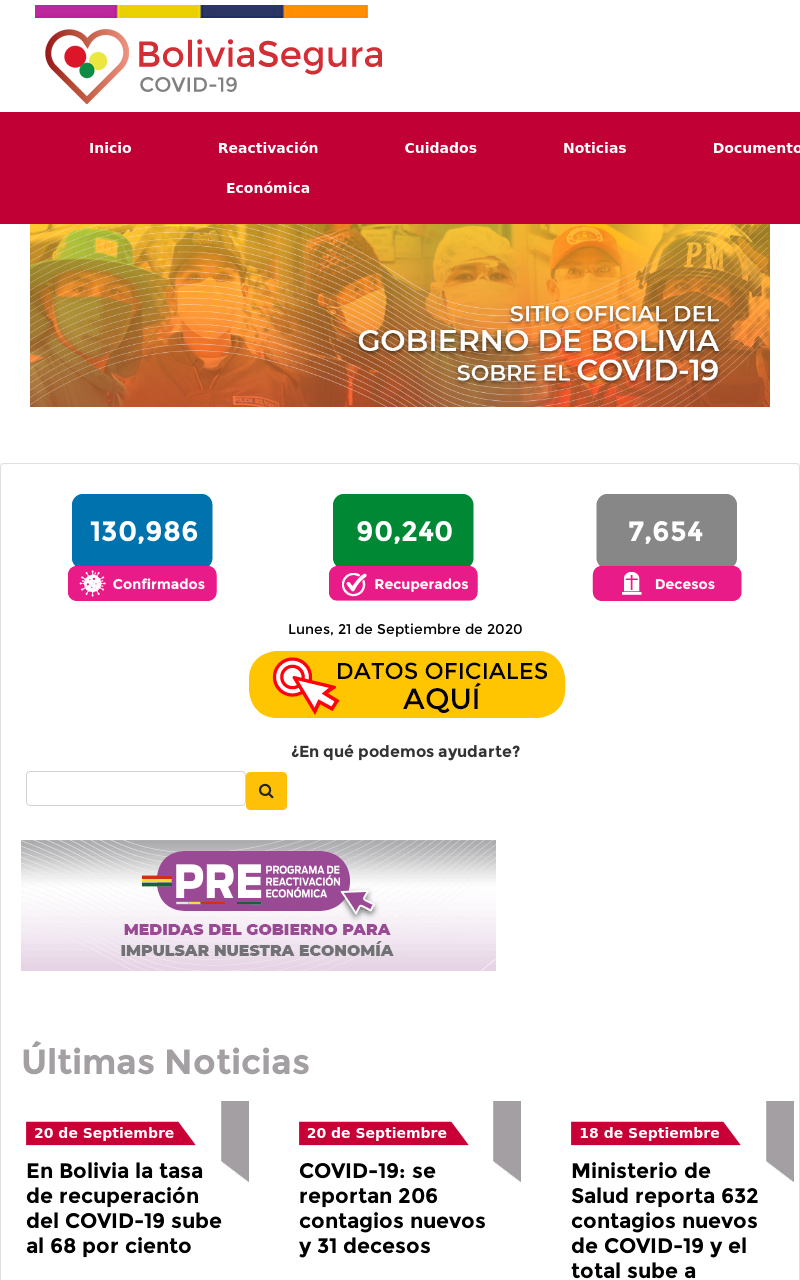 BoliviaSegura
COVID-19
Inicio
Reactivación
Económica
Cuidados
Noticias
Documento
PM
SITIO OFICIAL DEL
GOBIERNO DE BOLIVIA
SOBRE EL COVID-19
130,986
Confirmados
90,240
Recuperados
7,654
Decesos
Lunes, 21 de Septiembre de 2020
DATOS OFICIALES
AQUÍ
¿En qué podemos ayudarte?
PRE
PROGRAMA DE
REACTIVACIÓN
ECONÓMICA
MEDIDAS DEL GOBIERNO PARA
IMPULSAR NUESTRA ECONOMÍA
Últimas Noticias
20 de Septiembre
En Bolivia la tasa
de recuperación
del COVID-19 sube
al 68 por ciento
20 de Septiembre
COVID-19: se
reportan 206
contagios nuevos
y 31 decesos
18 de Septiembre
Ministerio de
Salud reporta 632
contagios nuevos
de COVID-19 y el
total sube a